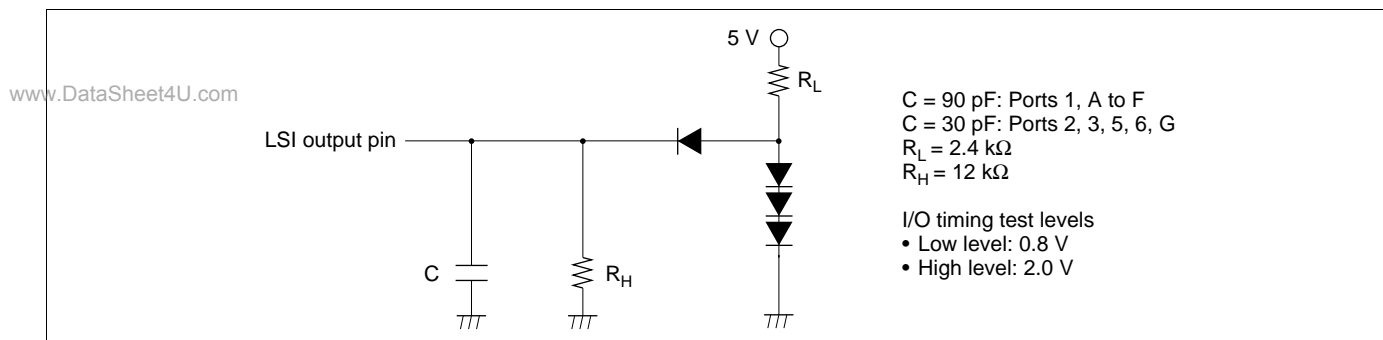 5 V
R_L
www.DataSheet4U.com
LSI output pin
C
R_H
C = 90 pF: Ports 1, A to F
C = 30 pF: Ports 2, 3, 5, 6, G
R_L = 2.4 kΩ
R_H = 12 kΩ
I/O timing test levels
• Low level: 0.8 V
• High level: 2.0 V